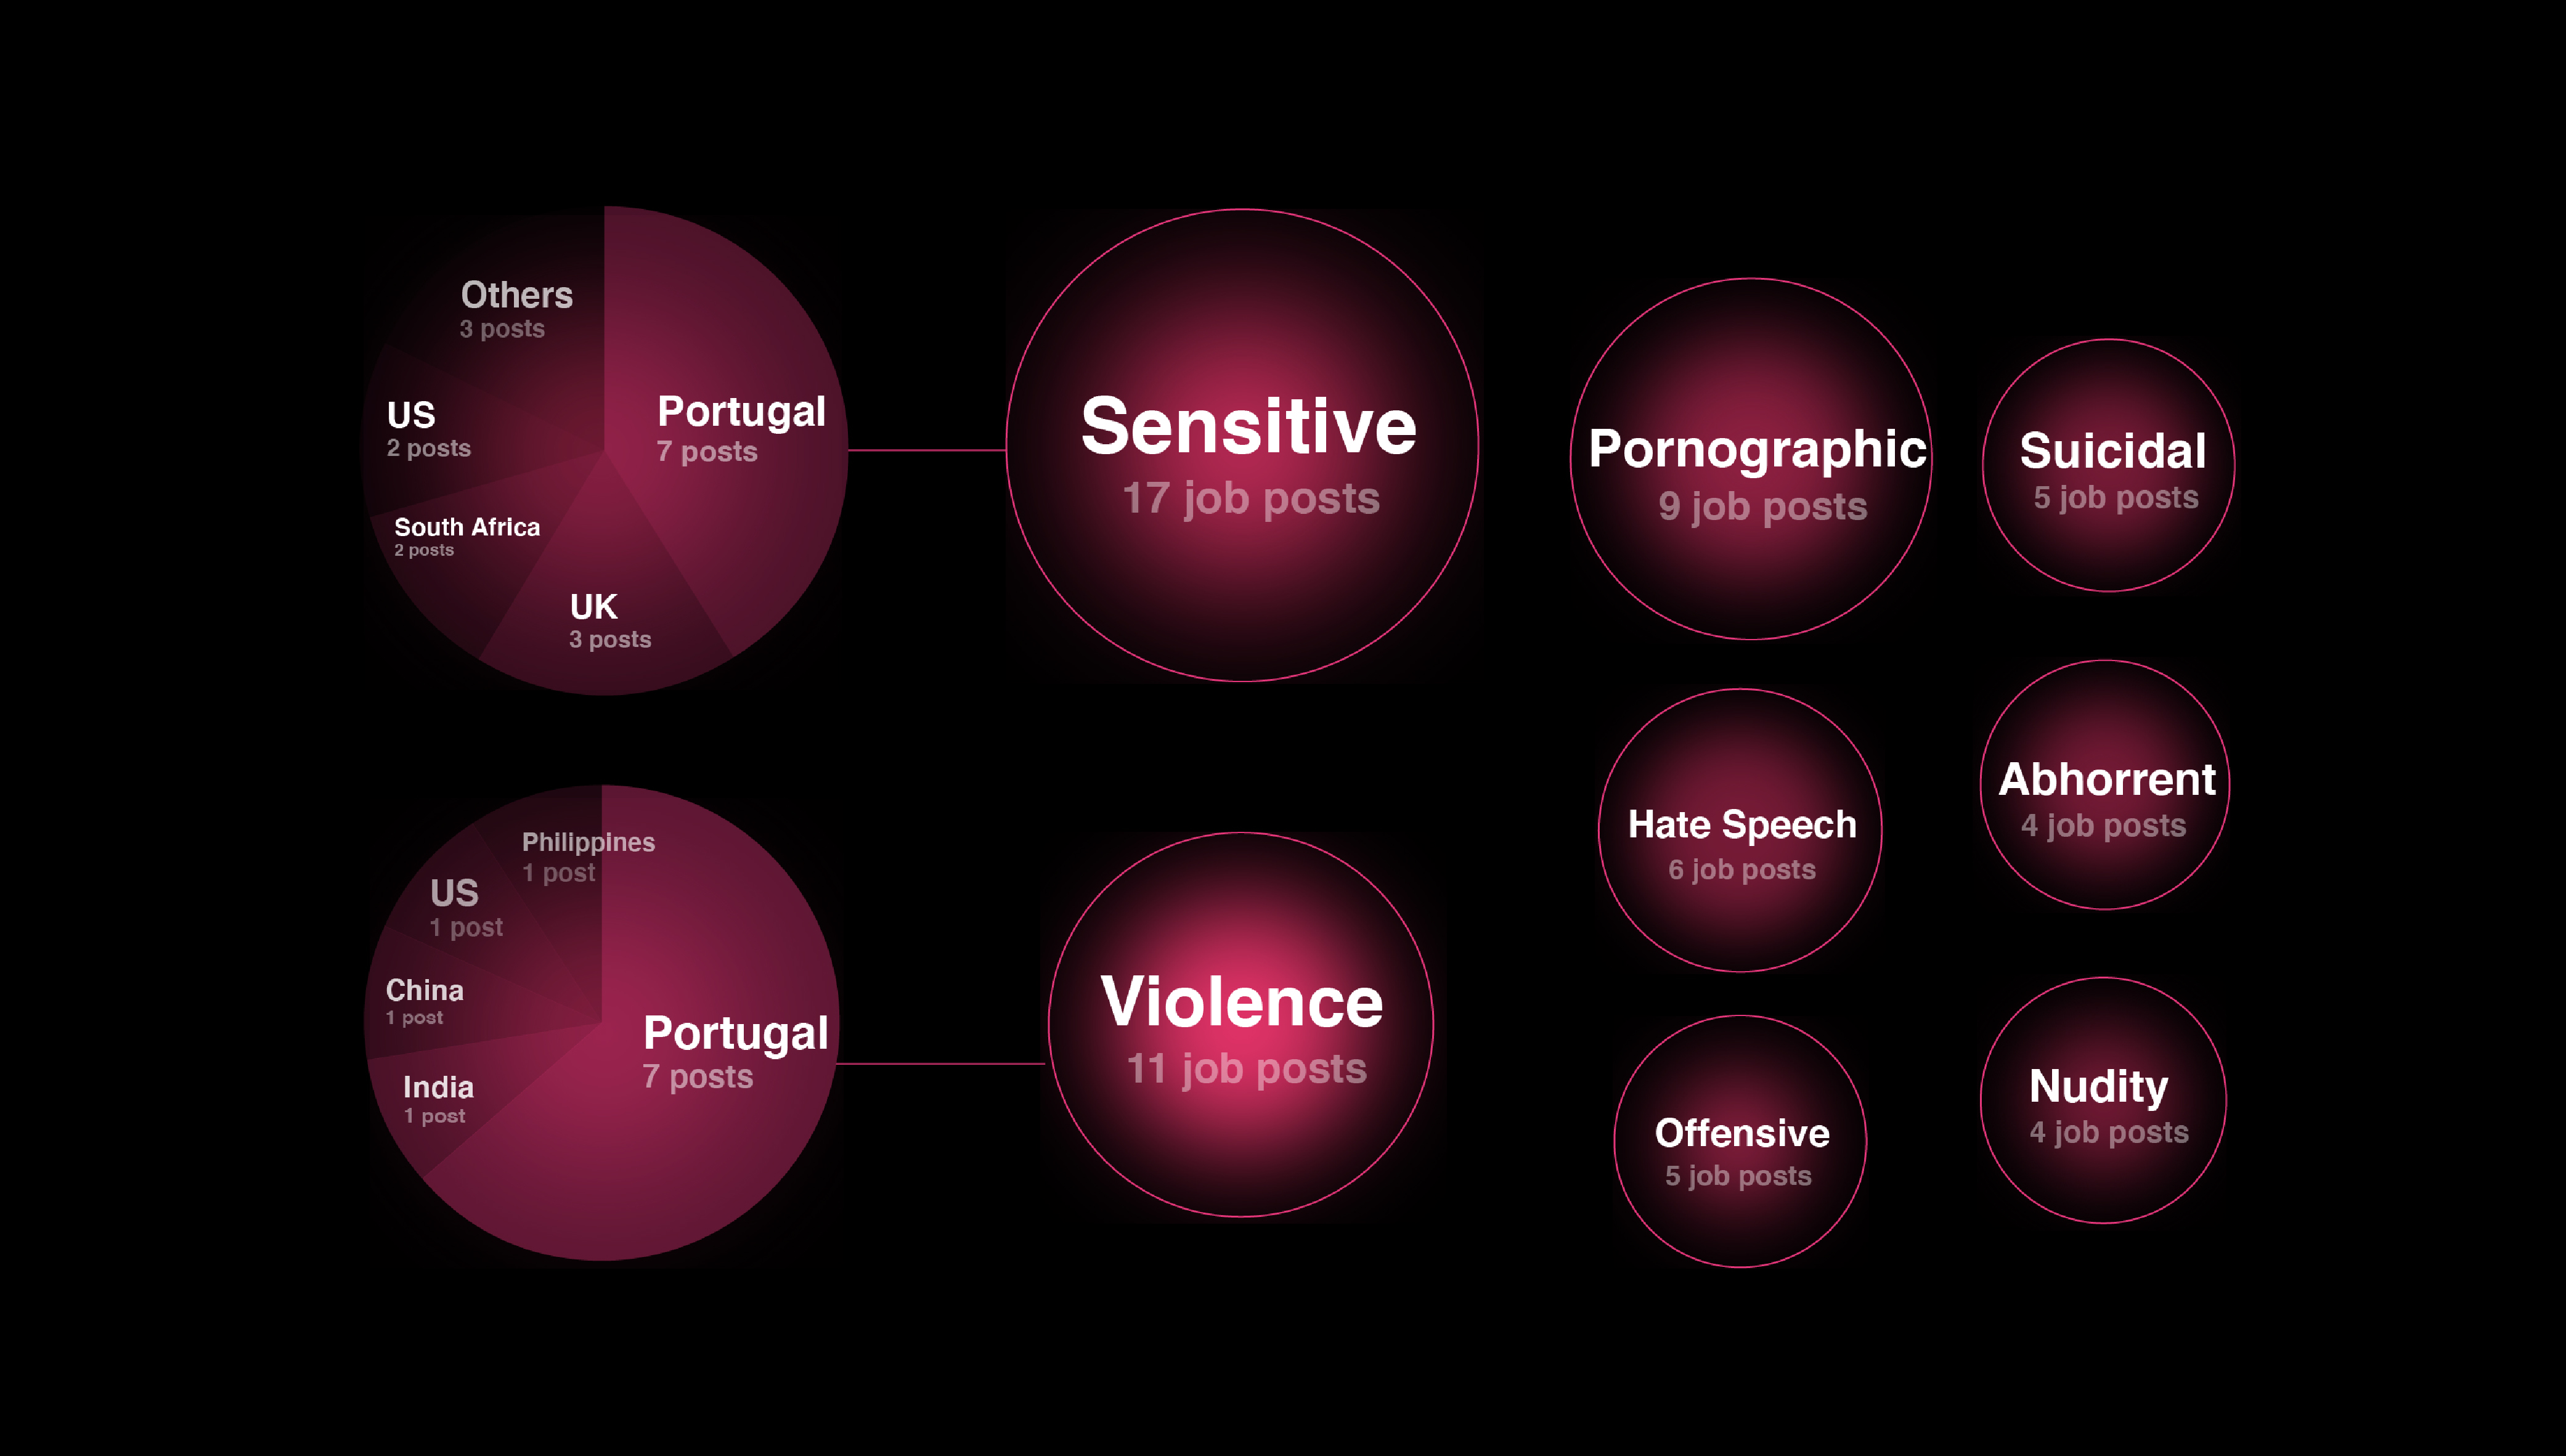 Others
3 posts
US
2 posts
South Africa
2 posts
UK
3 posts
Portugal
7 posts
Sensitive
17 job posts
Pornographic
9 job posts
Suicidal
5 job posts
Philippines
1 post
US
1 post
China
1 post
India
1 post
Portugal
7 posts
Violence
11 job posts
Hate Speech
6 job posts
Offensive
5 job posts
Abhorrent
4 job posts
Nudity
4 job posts